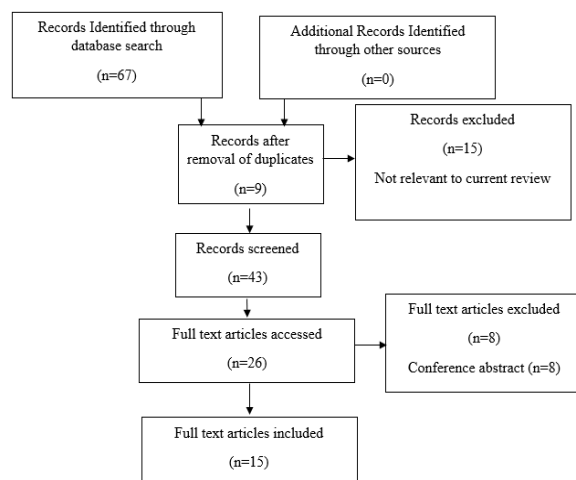 Records Identified through
database search
(n=67)
Additional Records Identified
through other sources
(n=0)
Records after
removal of duplicates
(n=9)
Records excluded
(n=15)
Not relevant to current review
Records screened
(n=43)
Full text articles accessed
(n=26)
Full text articles excluded
(n=8)
Conference abstract (n=8)
Full text articles included
(n=15)